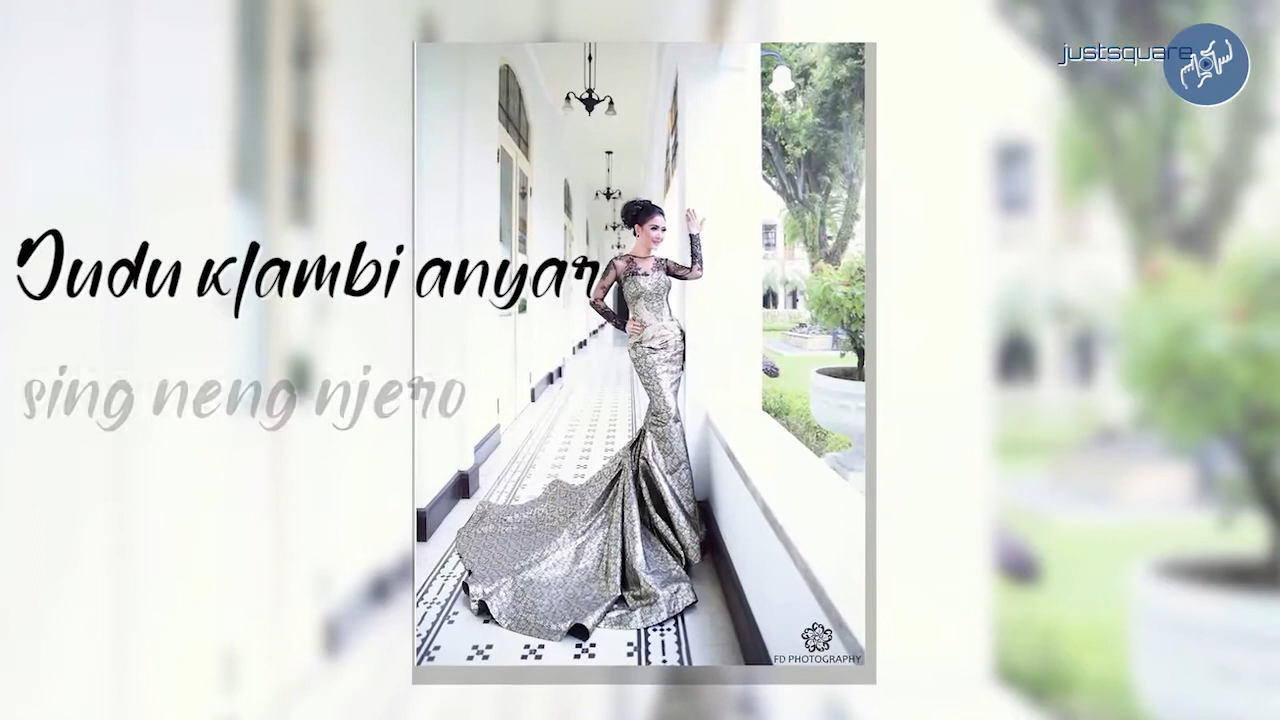 justsquare
Dudu klambi anyar
sing neng njero
FD PHOTOGRAPHY